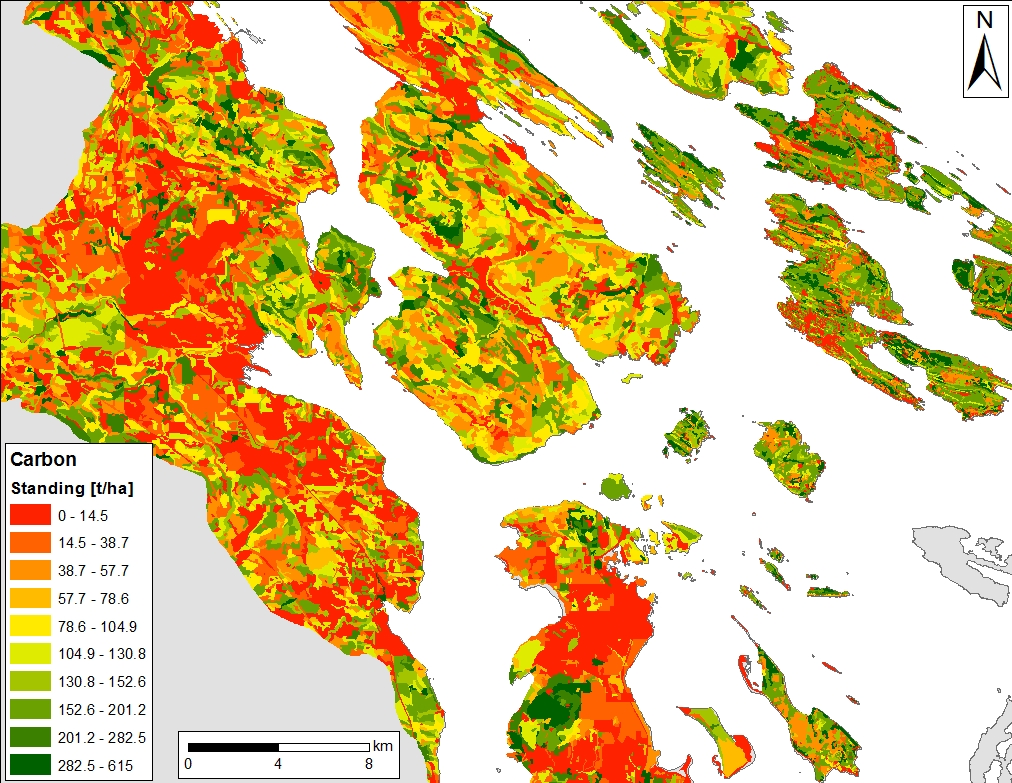 N
Carbon
Standing [t/ha]
0 - 14.5
14.5 - 38.7
38.7 - 57.7
57.7 - 78.6
78.6 - 104.9
104.9 - 130.8
130.8 - 152.6
152.6 - 201.2
201.2 - 282.5
282.5 - 615
km
0 4 8